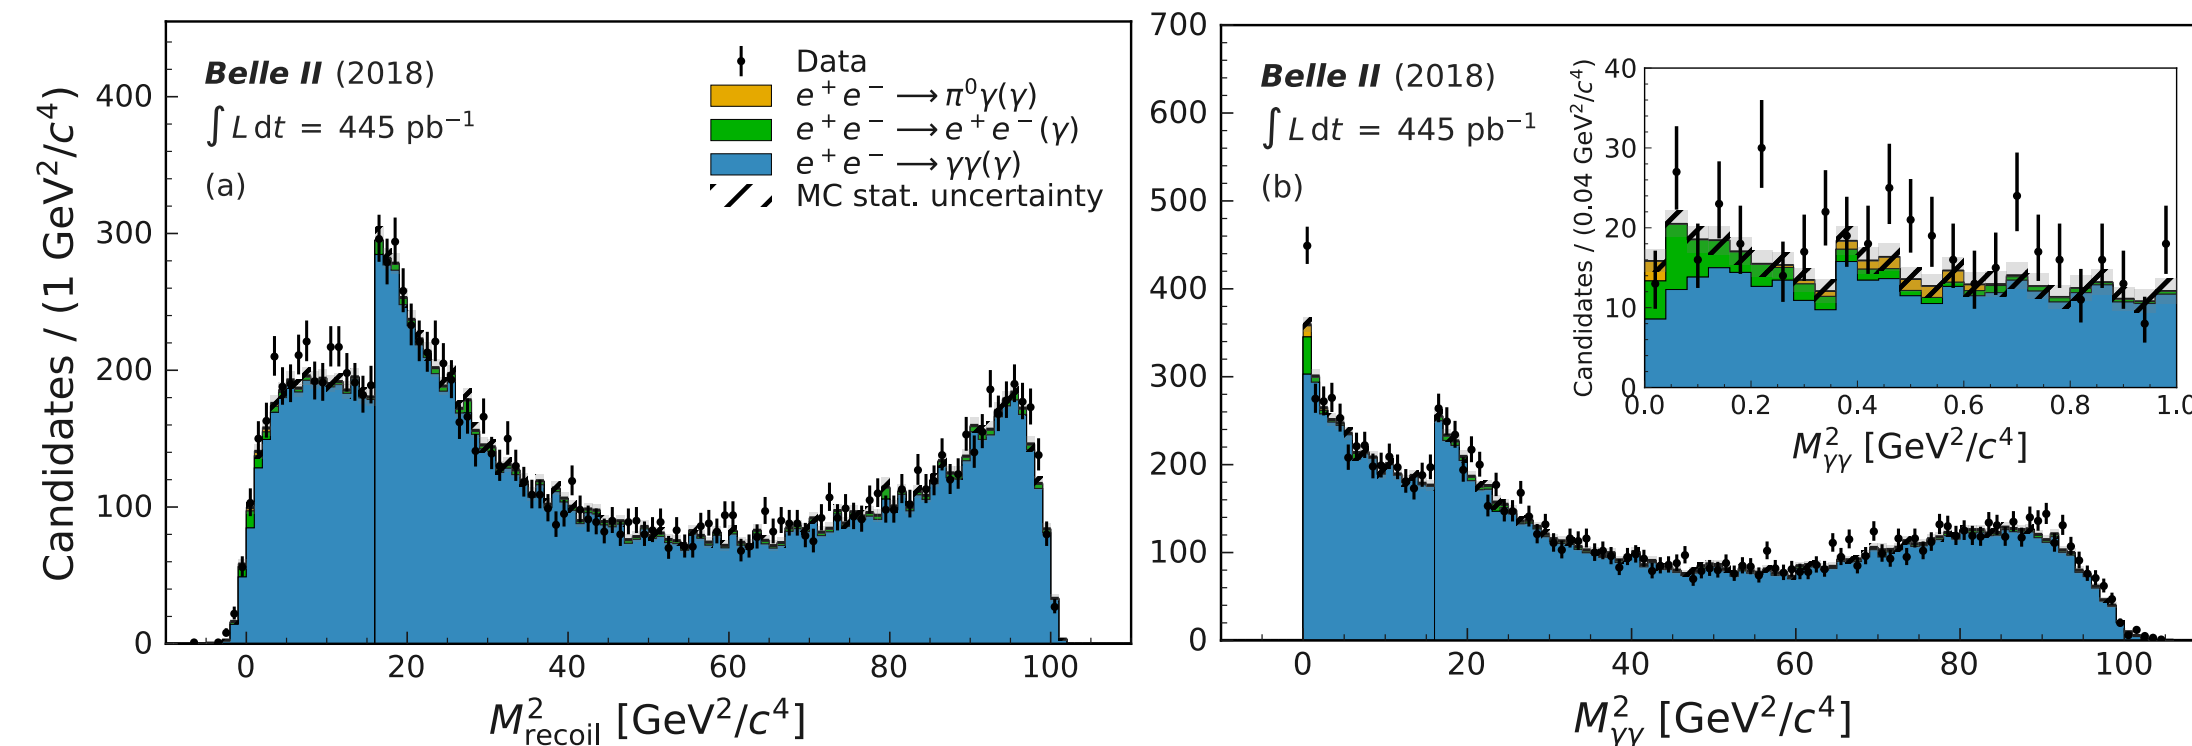 Belle II (2018)
∫ L dt = 445 pb⁻¹
(a)
Data
e⁺e⁻ → π⁰γ(γ)
e⁺e⁻ → e⁺e⁻(γ)
e⁺e⁻ → γγ(γ)
MC stat. uncertainty
Candidates / (1 GeV²/c⁴)
400
300
200
100
0
0 20 40 60 80 100
M²recoil [GeV²/c⁴]
Belle II (2018)
∫ L dt = 445 pb⁻¹
(b)
700
600
500
400
300
200
100
0
0 20 40 60 80 100
M²γγ [GeV²/c⁴]
Candidates / (0.04 GeV²/c⁴)
40
30
20
10
0
0.0 0.2 0.4 0.6 0.8 1.0
M²γγ [GeV²/c⁴]